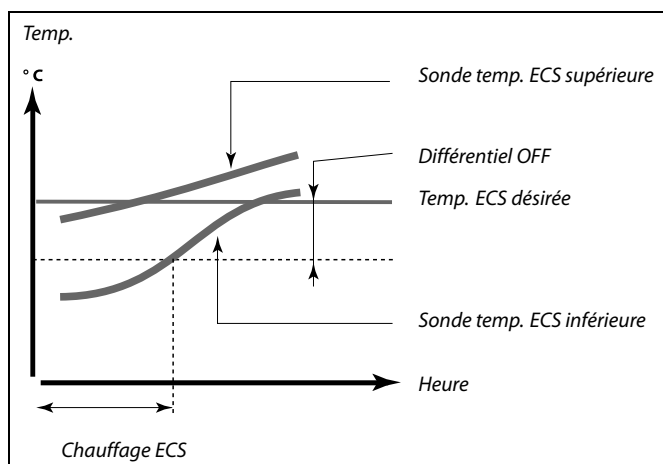 Temp.
°C
Sonde temp. ECS supérieure
Différentiel OFF
Temp. ECS désirée
Sonde temp. ECS inférieure
Heure
Chauffage ECS